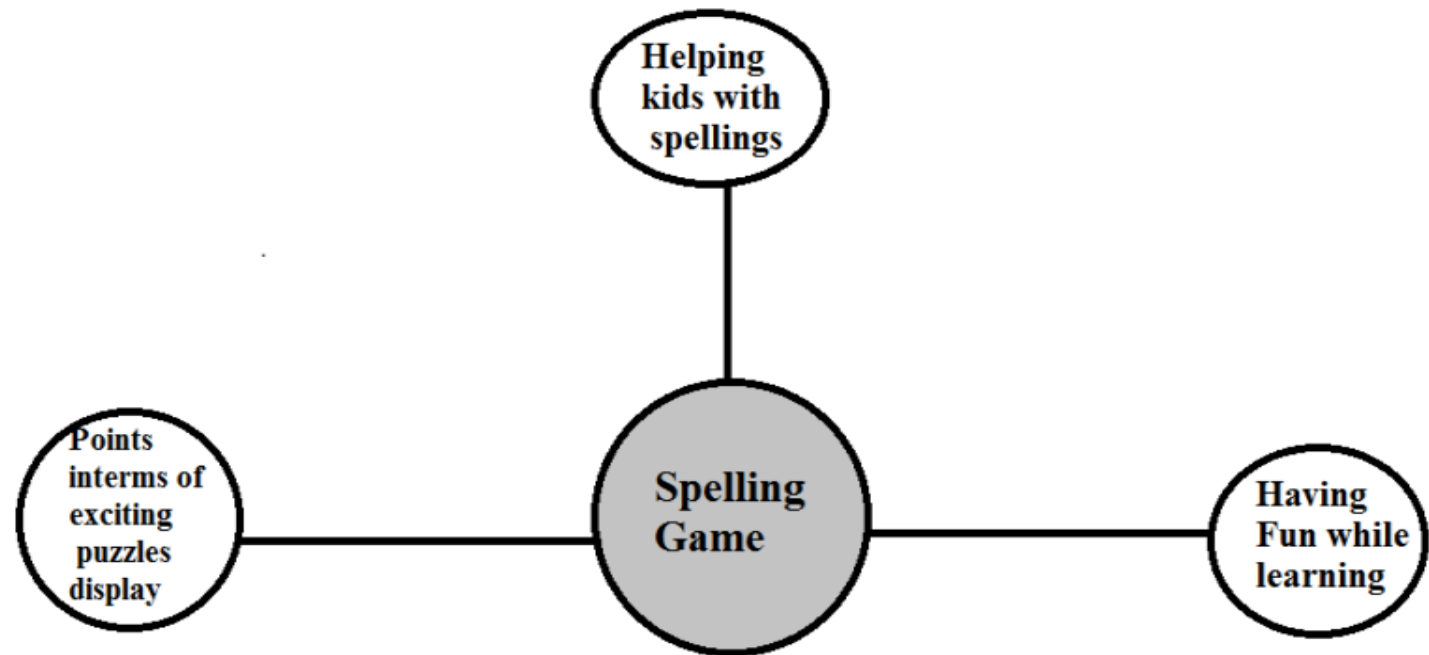 Helping
kids with
spellings
Points
interms of
exciting
puzzles
display
Spelling
Game
Having
Fun while
learning